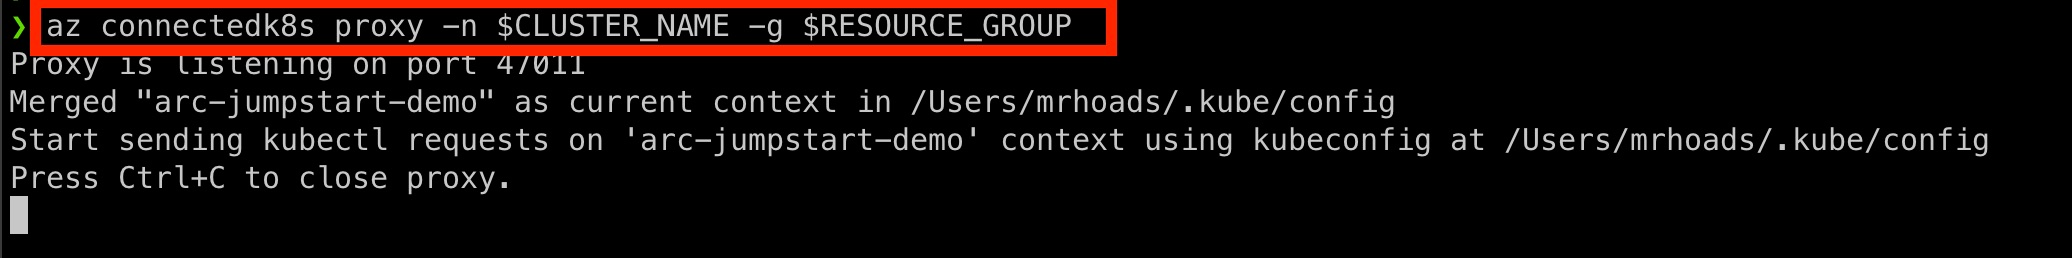 ❯ az connectedk8s proxy -n $CLUSTER_NAME -g $RESOURCE_GROUP
Proxy is listening on port 47011
Merged "arc-jumpstart-demo" as current context in /Users/mrhoads/.kube/config
Start sending kubectl requests on 'arc-jumpstart-demo' context using kubeconfig at /Users/mrhoads/.kube/config
Press Ctrl+C to close proxy.